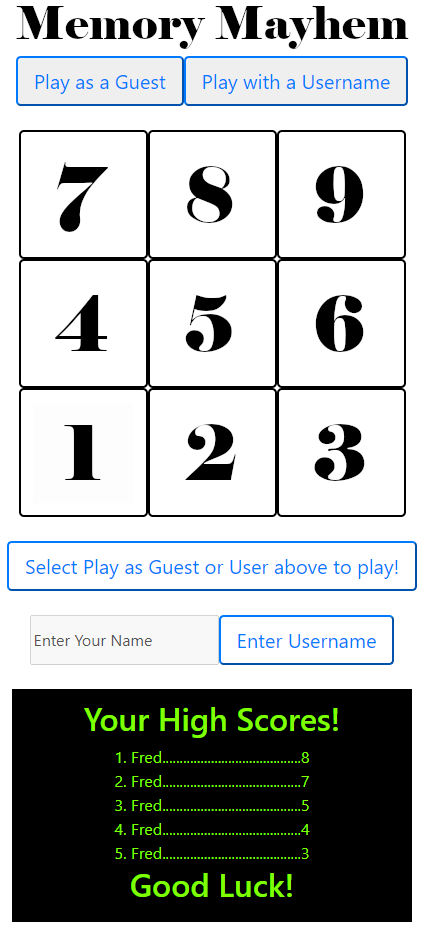 Memory Mayhem
Play as a Guest Play with a Username
7 8 9
4 5 6
1 2 3
Select Play as Guest or User above to play!
Enter Your Name Enter Username
Your High Scores!
1. Fred........................................8
2. Fred........................................7
3. Fred........................................5
4. Fred........................................4
5. Fred........................................3
Good Luck!